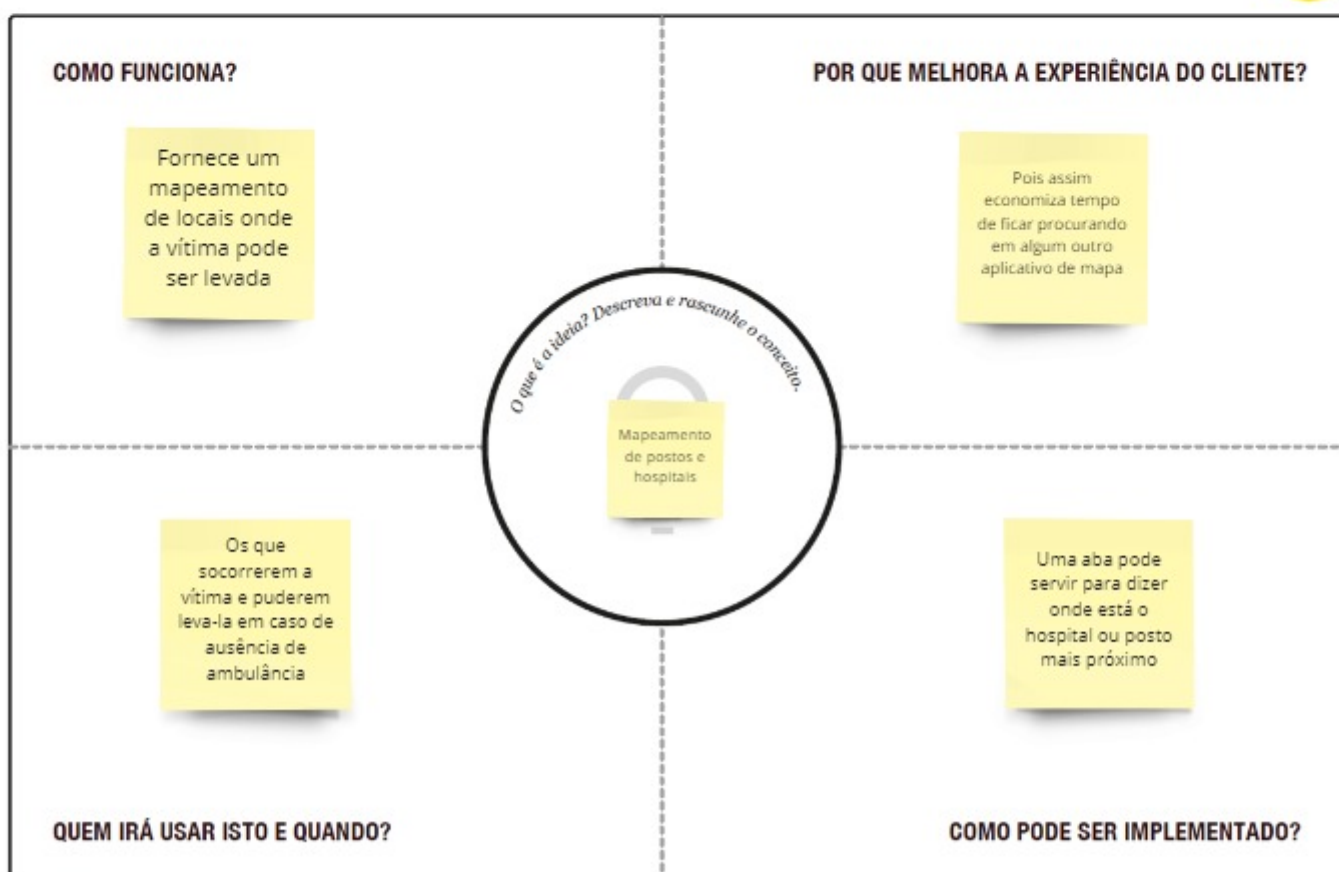 COMO FUNCIONA?
Fornece um
mapeamento
de locais onde
a vítima pode
ser levada
POR QUE MELHORA A EXPERIÊNCIA DO CLIENTE?
Pois assim
economiza tempo
de ficar procurando
em algum outro
aplicativo de mapa
O que é a ideia? Descreva e rascunhe o conceito.
Mapeamento
de postos e
hospitais
Os que
socorrerem a
vítima e puderem
leva-la em caso de
ausência de
ambulância
QUEM IRÁ USAR ISTO E QUANDO?
Uma aba pode
servir para dizer
onde está o
hospital ou posto
mais próximo
COMO PODE SER IMPLEMENTADO?